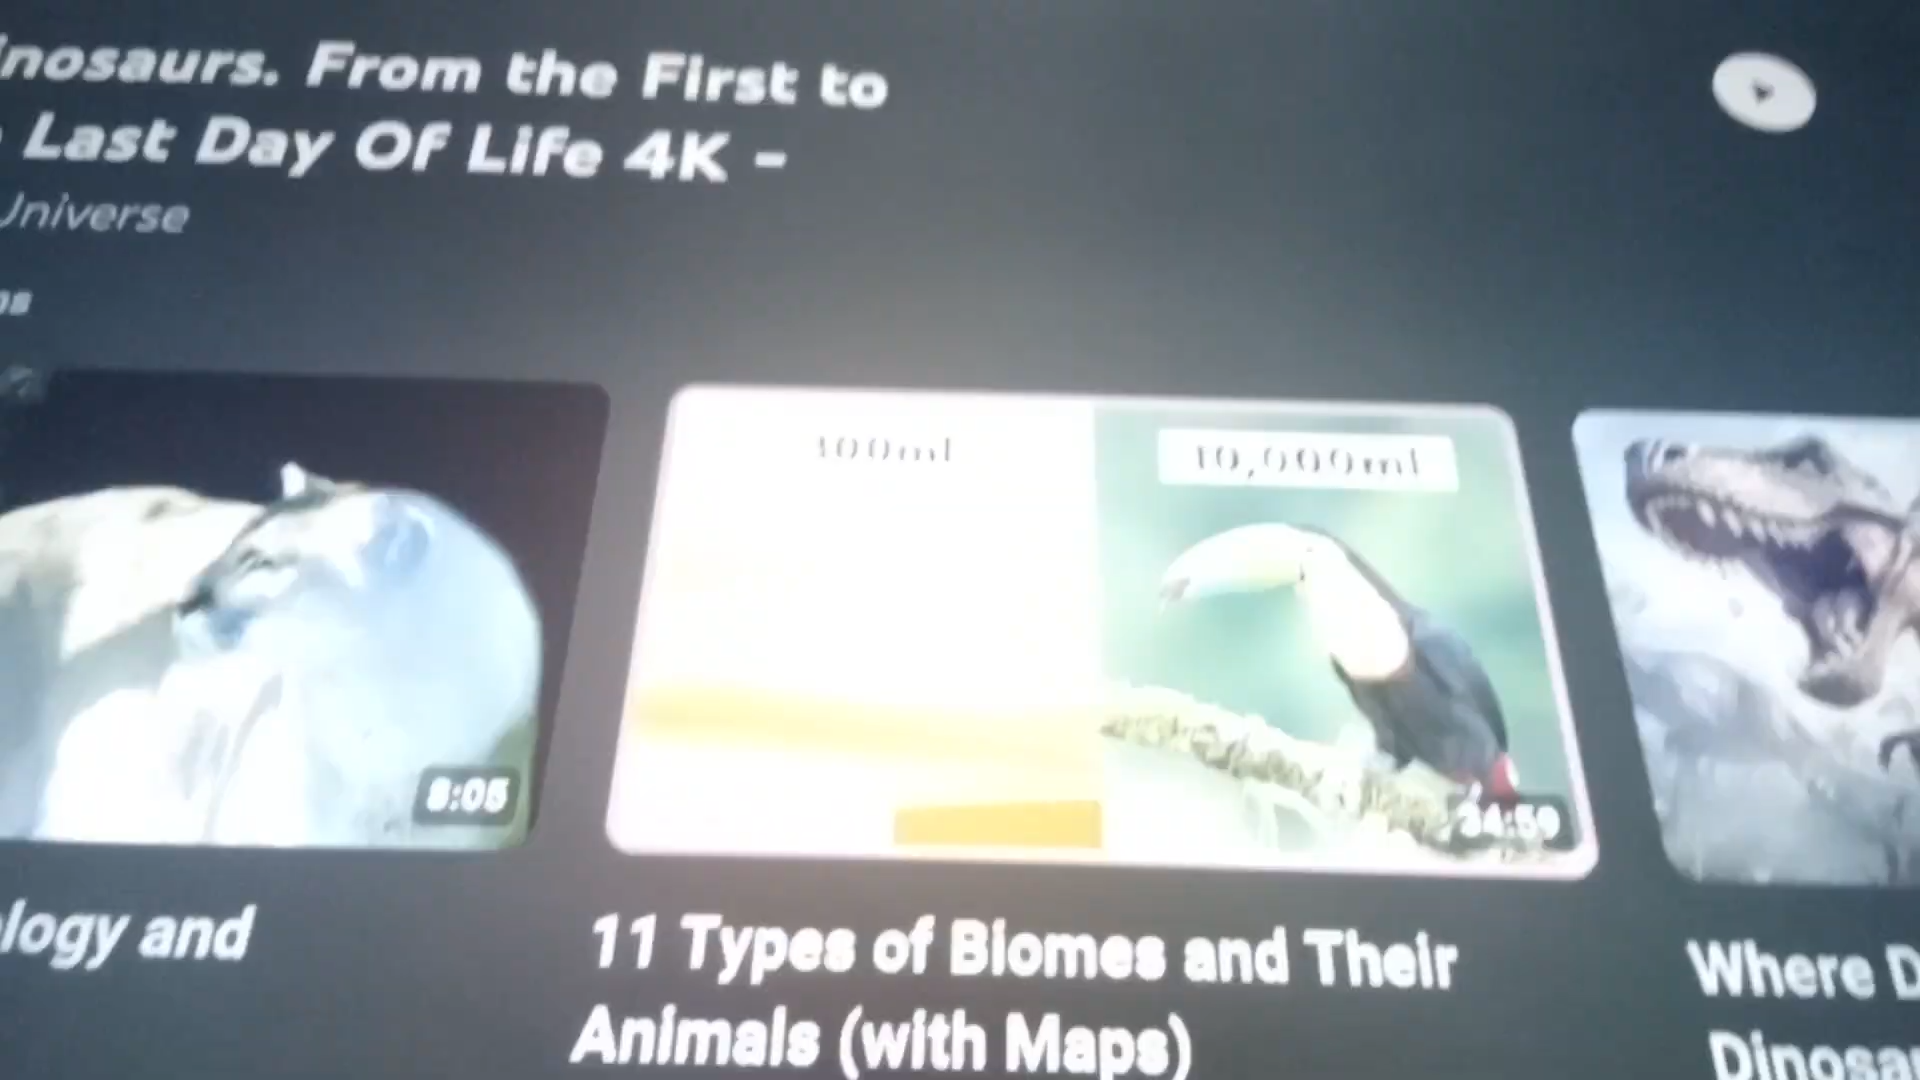 inosaurs. From the First to
Last Day Of Life 4K -
Universe
100ml
10,000ml
8:05
34:59
ology and
11 Types of Biomes and Their
Animals (with Maps)
Where D
Dinosa